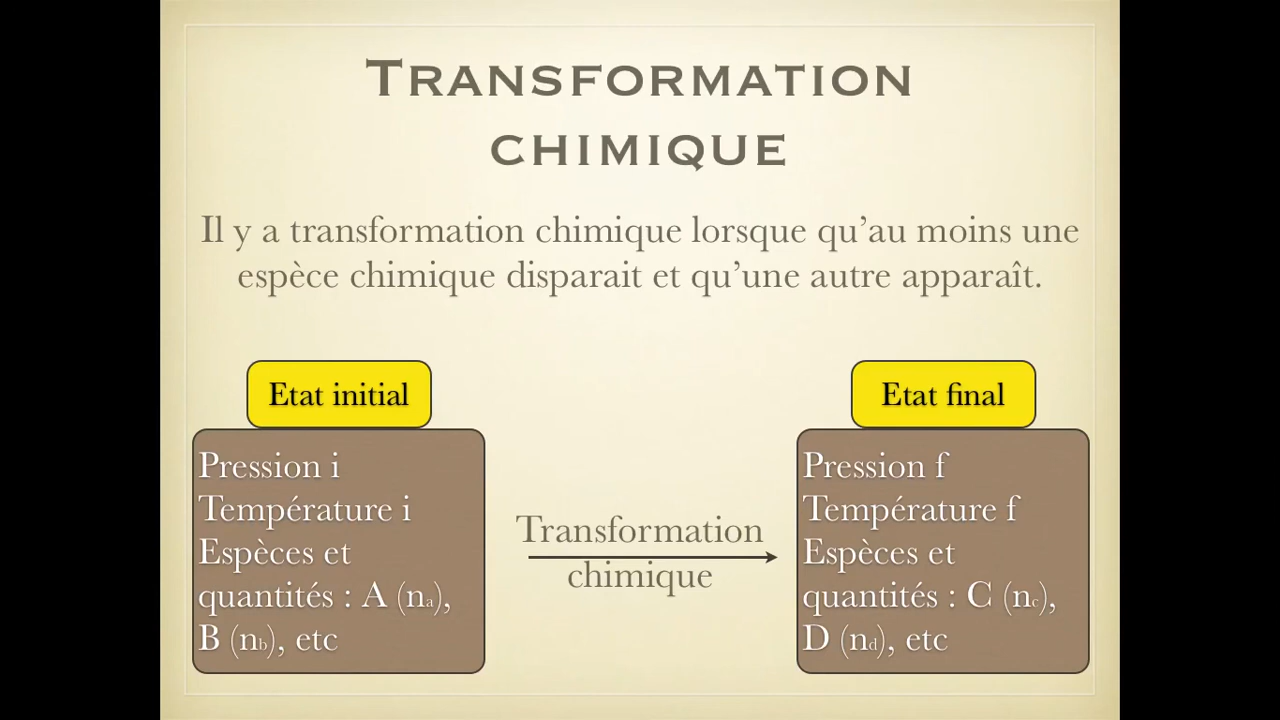 TRANSFORMATION
CHIMIQUE
Il y a transformation chimique lorsque qu’au moins une
espèce chimique disparait et qu’une autre apparaît.
Etat initial
Pression i
Température i
Espèces et
quantités : A (na),
B (nb), etc
Transformation
chimique
Etat final
Pression f
Température f
Espèces et
quantités : C (nc),
D (nd), etc